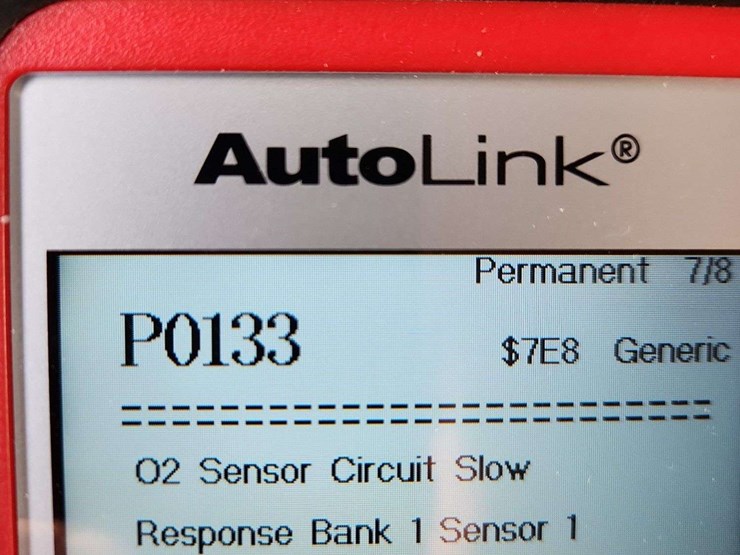 AutoLink®
Permanent 7/8
P0133
$7E8 Generic
========================
O2 Sensor Circuit Slow
Response Bank 1 Sensor 1